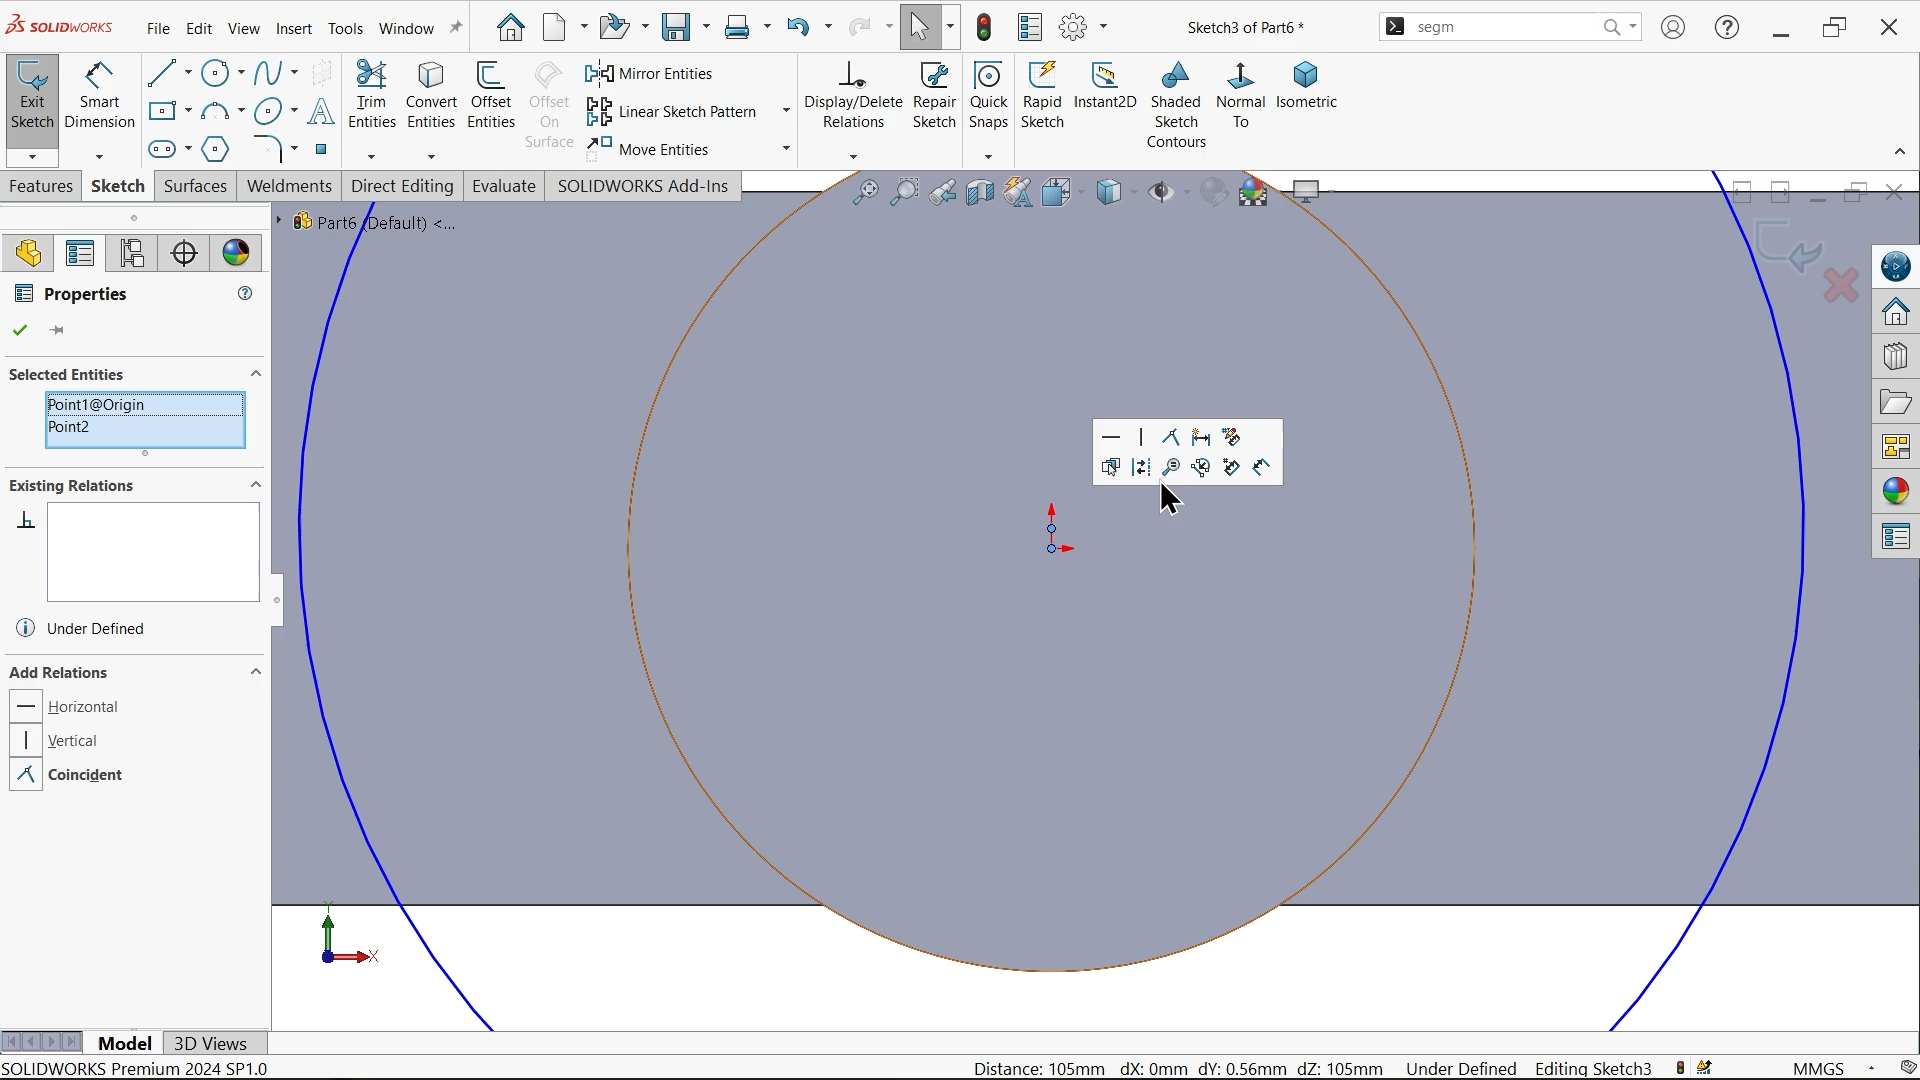 SOLIDWORKS
File Edit View Insert Tools Window
Sketch3 of Part6 *
segm
Exit Sketch
Smart Dimension
Trim Entities
Convert Entities
Offset Entities
Offset On Surface
Mirror Entities
Linear Sketch Pattern
Move Entities
Display/Delete Relations
Repair Sketch
Quick Snaps
Rapid Sketch
Instant2D
Shaded Sketch Contours
Normal To
Isometric
Features Sketch Surfaces Weldments Direct Editing Evaluate SOLIDWORKS Add-Ins
Part6 (Default) <...
Properties
Selected Entities
Point1@Origin
Point2
Existing Relations
Under Defined
Add Relations
Horizontal
Vertical
Coincident
Y
X
Model 3D Views
SOLIDWORKS Premium 2024 SP1.0
Distance: 105mm dX: 0mm dY: 0.56mm dZ: 105mm Under Defined Editing Sketch3 MMGS